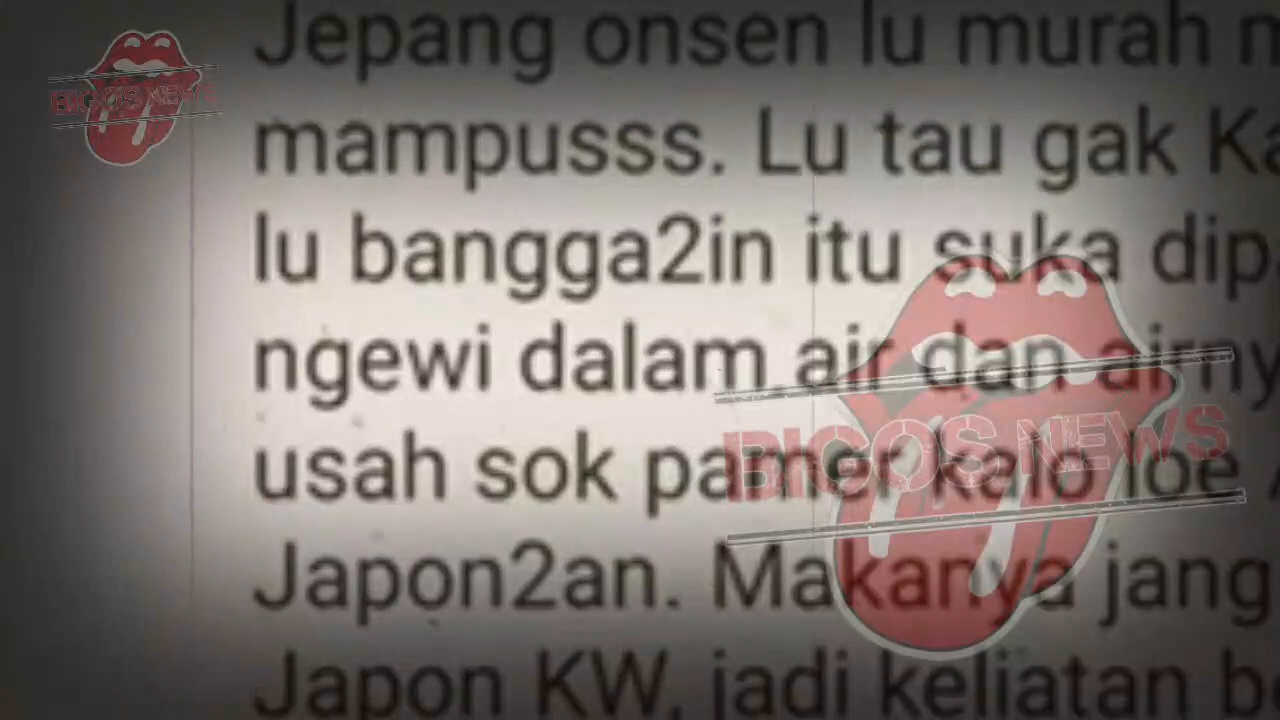 Jepang onsen lu murah
mampusss. Lu tau gak
lu bangga2in itu suka
ngewi dalam air dan
usah sok pamer kalo loe
Japon2an. Makanya
Japon KW, jadi keliatan
BIGOS NEWS
BIGOS NEWS